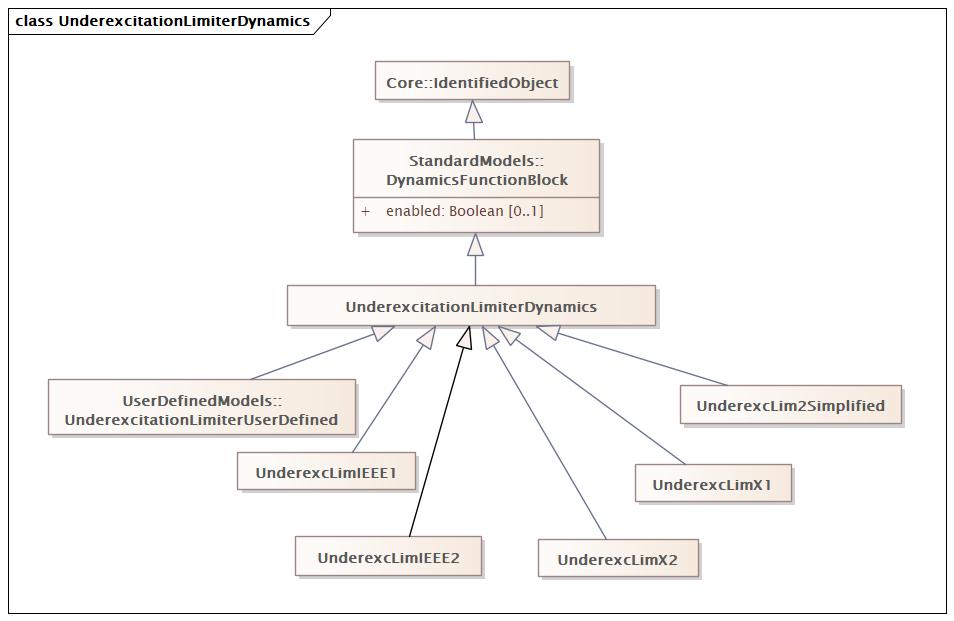 class UnderexcitationLimiterDynamics
Core::IdentifiedObject
StandardModels::
DynamicsFunctionBlock
+ enabled: Boolean [0..1]
UnderexcitationLimiterDynamics
UserDefinedModels::
UnderexcitationLimiterUserDefined
UnderexcLim2Simplified
UnderexcLimIEEE1
UnderexcLimX1
UnderexcLimIEEE2
UnderexcLimX2